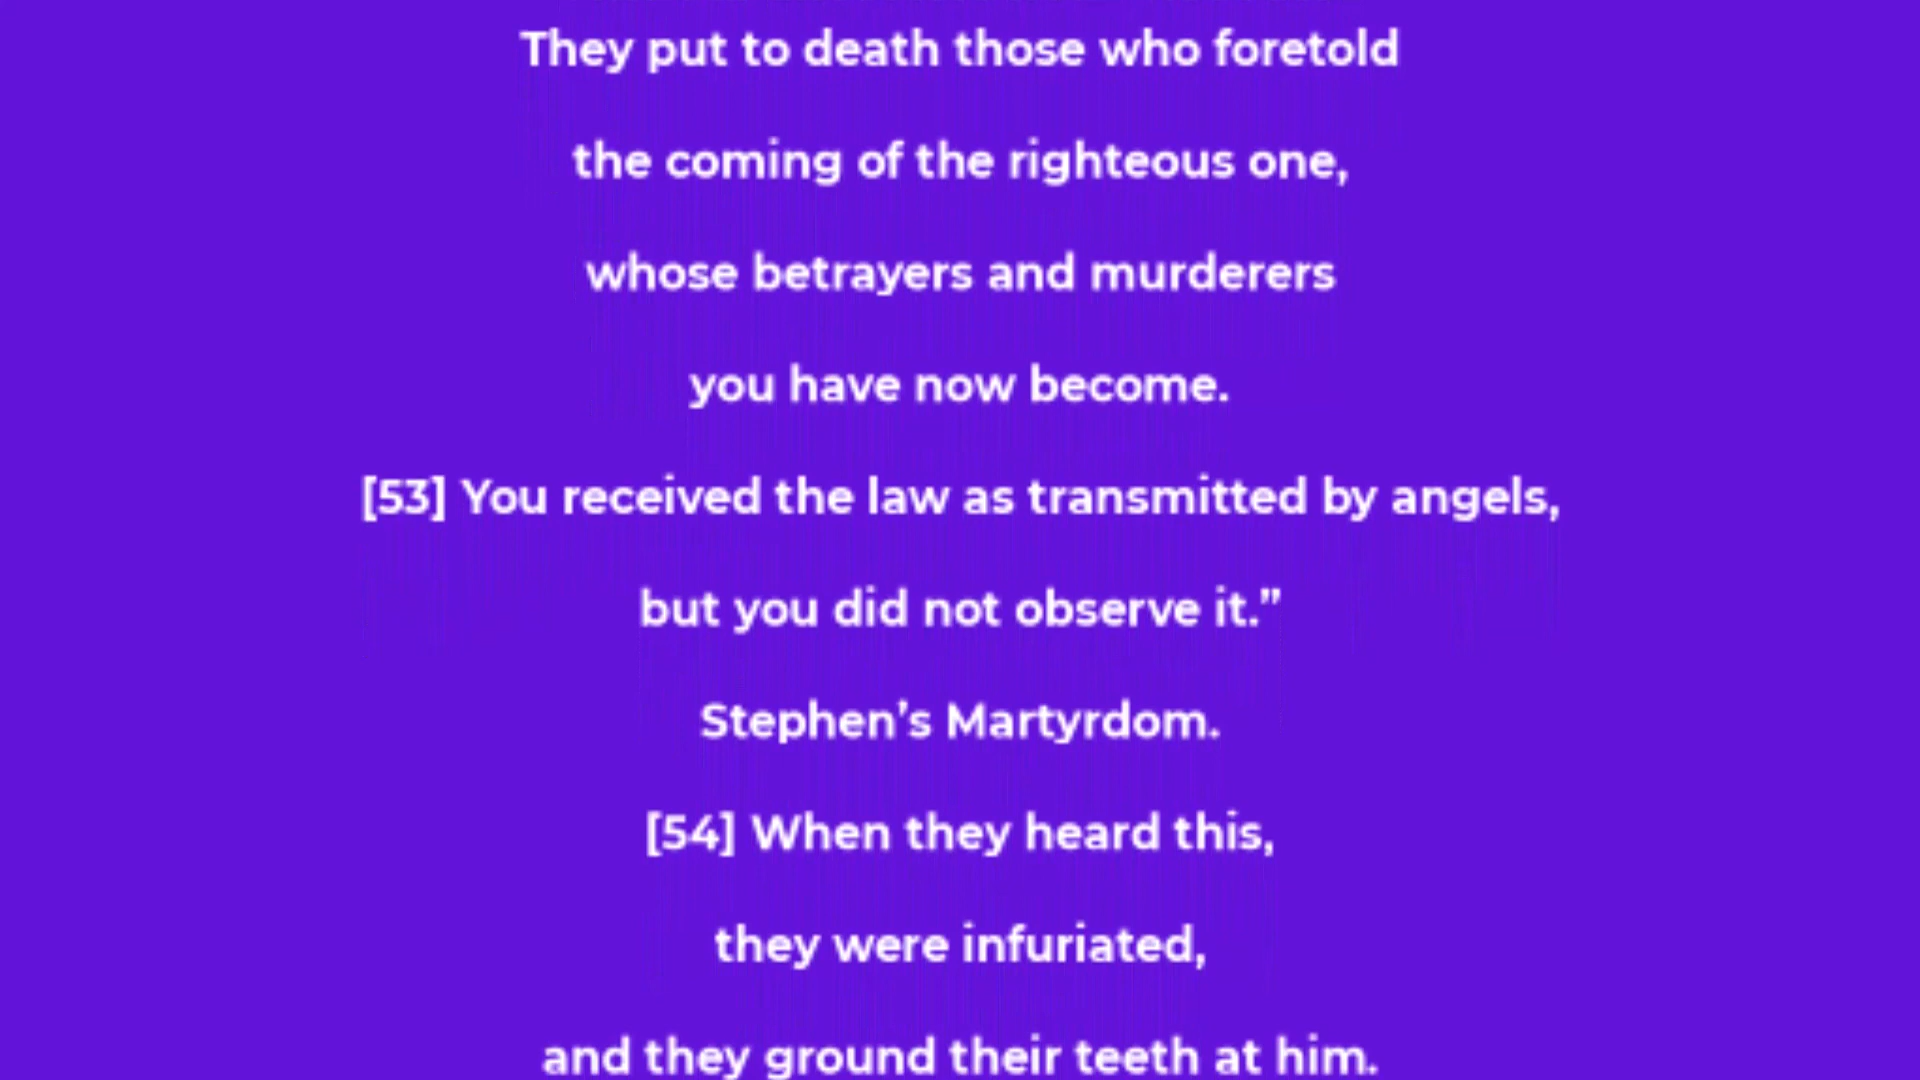 They put to death those who foretold
the coming of the righteous one,
whose betrayers and murderers
you have now become.
[53] You received the law as transmitted by angels,
but you did not observe it.”
Stephen’s Martyrdom.
[54] When they heard this,
they were infuriated,
and they ground their teeth at him.